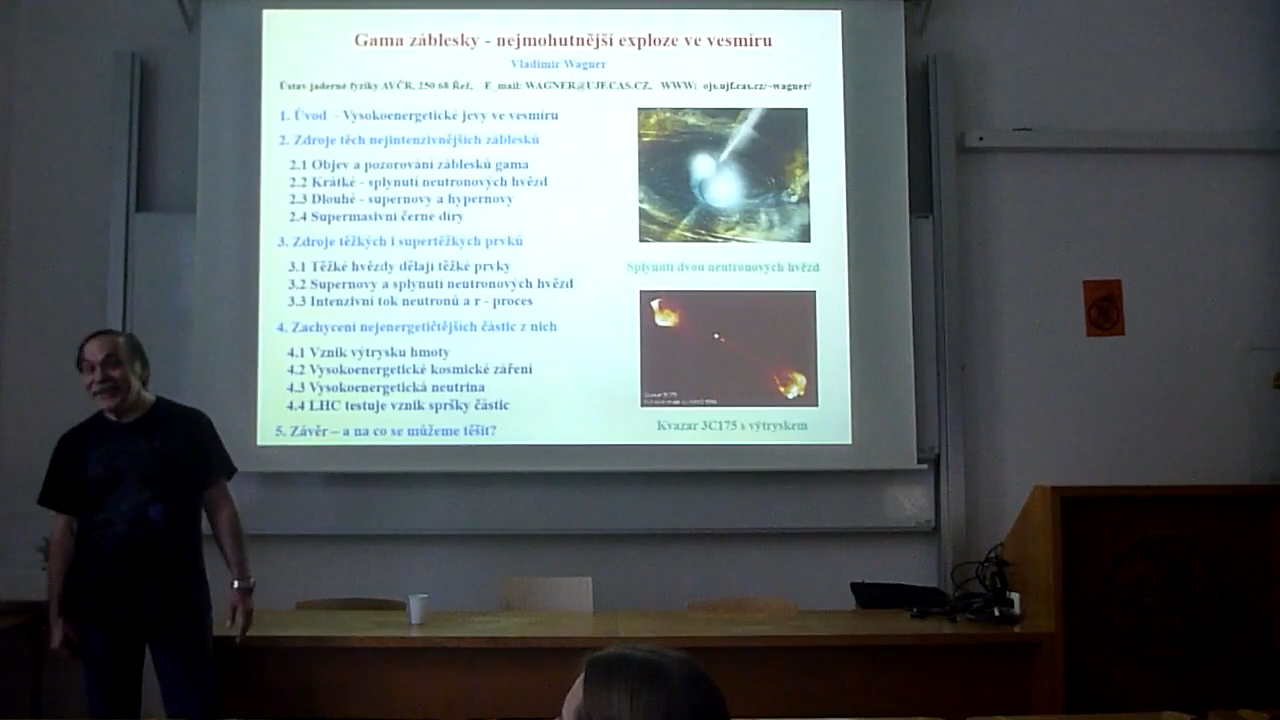 Gama záblesky - nejmohutnější exploze ve vesmíru
Vladimír Wagner
Ústav jaderné fyziky AVČR, 250 68 Řež, E_mail: WAGNER@UJF.CAS.CZ, WWW: ojs.ujf.cas.cz/~wagner/
1. Úvod - Vysokoenergetické jevy ve vesmíru
2. Zdroje těch nejintenzivnějších záblesků
2.1 Objev a pozorování záblesků gama
2.2 Krátké - splynutí neutronových hvězd
2.3 Dlouhé - supernovy a hypernovy
2.4 Supermasivní černé díry
3. Zdroje těžkých i supertěžkých prvků
3.1 Těžké hvězdy dělají těžké prvky
3.2 Supernovy a splynutí neutronových hvězd
3.3 Intenzivní tok neutronů a r - proces
4. Zachycení nejenergetičtějších částic z nich
4.1 Vznik výtrysku hmoty
4.2 Vysokoenergetické kosmické záření
4.3 Vysokoenergetická neutrina
4.4 LHC testuje vznik spršky částic
5. Závěr – a na co se můžeme těšit?
Splynutí dvou neutronových hvězd
Kvazar 3C175 s výtryskem